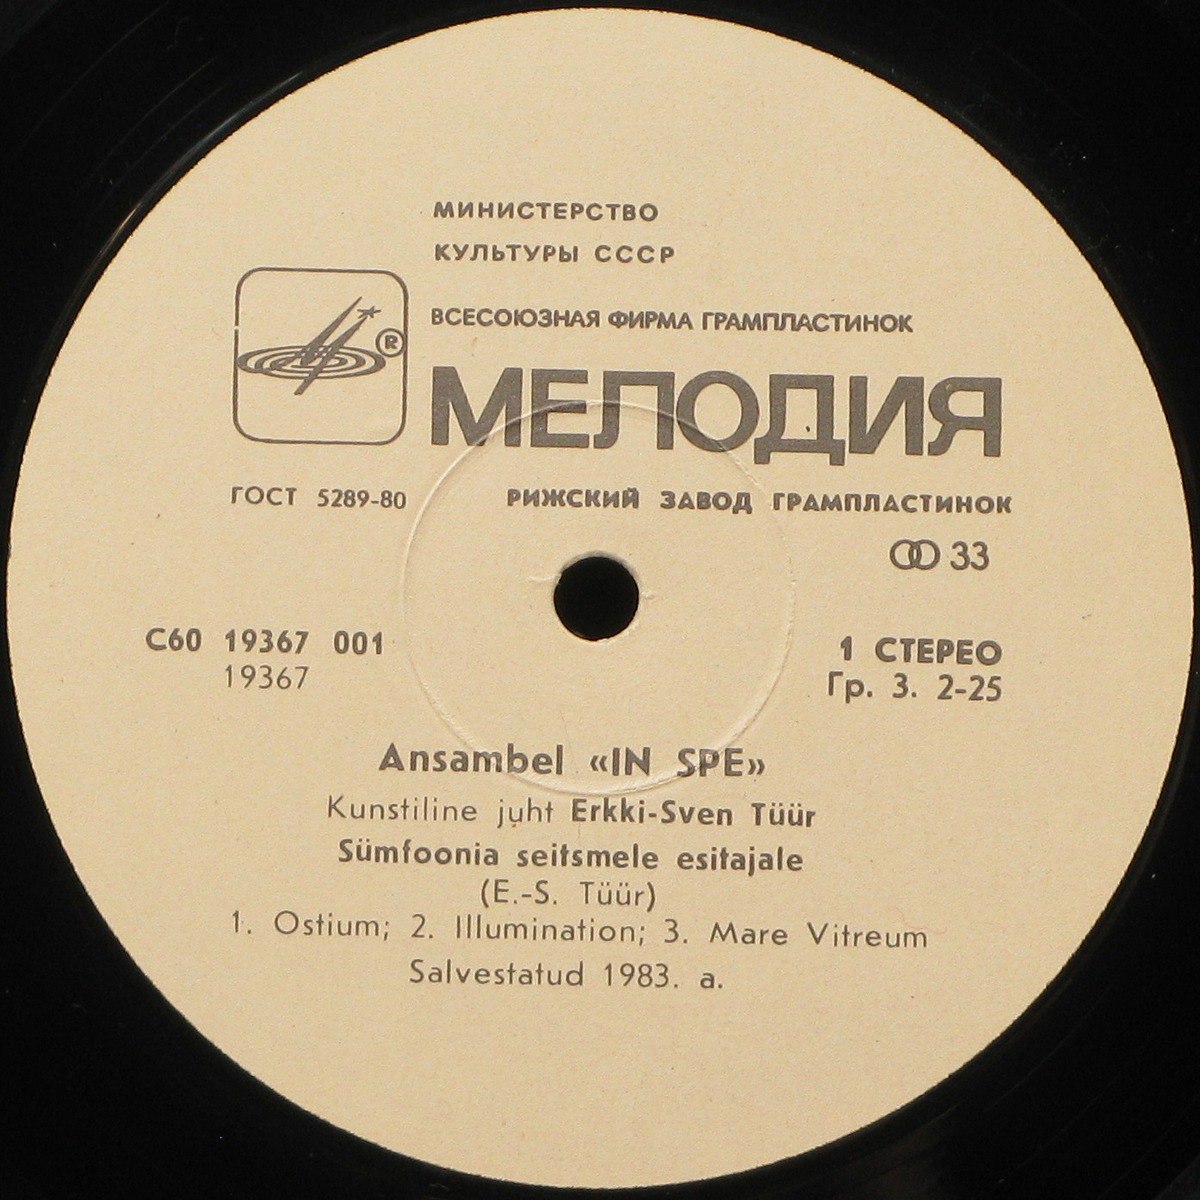 МИНИСТЕРСТВО
КУЛЬТУРЫ СССР
ВСЕСОЮЗНАЯ ФИРМА ГРАМПЛАСТИНОК
®
МЕЛОДИЯ
ГОСТ 5289-80
РИЖСКИЙ ЗАВОД ГРАМПЛАСТИНОК
33
С60 19367 001
19367
1 СТЕРЕО
Гр. 3. 2-25
Ansambel «IN SPE»
Kunstiline juht Erkki-Sven Tüür
Sümfoonia seitsmele esitajale
(E.-S. Tüür)
1. Ostium; 2. Illumination; 3. Mare Vitreum
Salvestatud 1983. a.